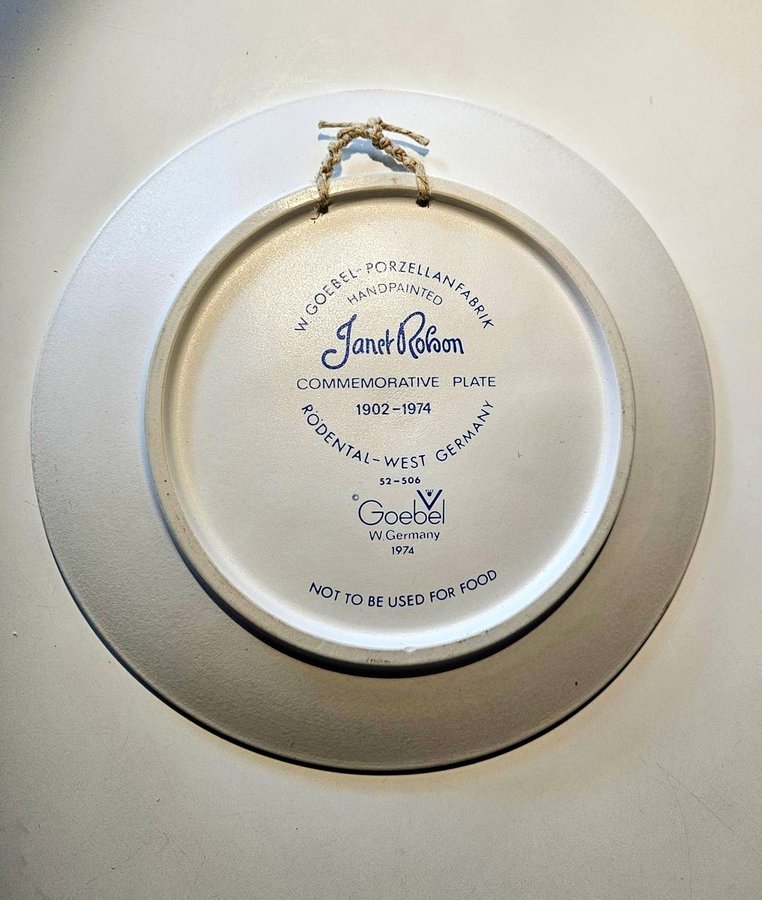 W. GOEBEL-PORZELLANFABRIK
HANDPAINTED
Janet Robson
COMMEMORATIVE PLATE
1902-1974
RÖDENTAL-WEST GERMANY
52-506
© Goebel
W. Germany
1974
NOT TO BE USED FOR FOOD